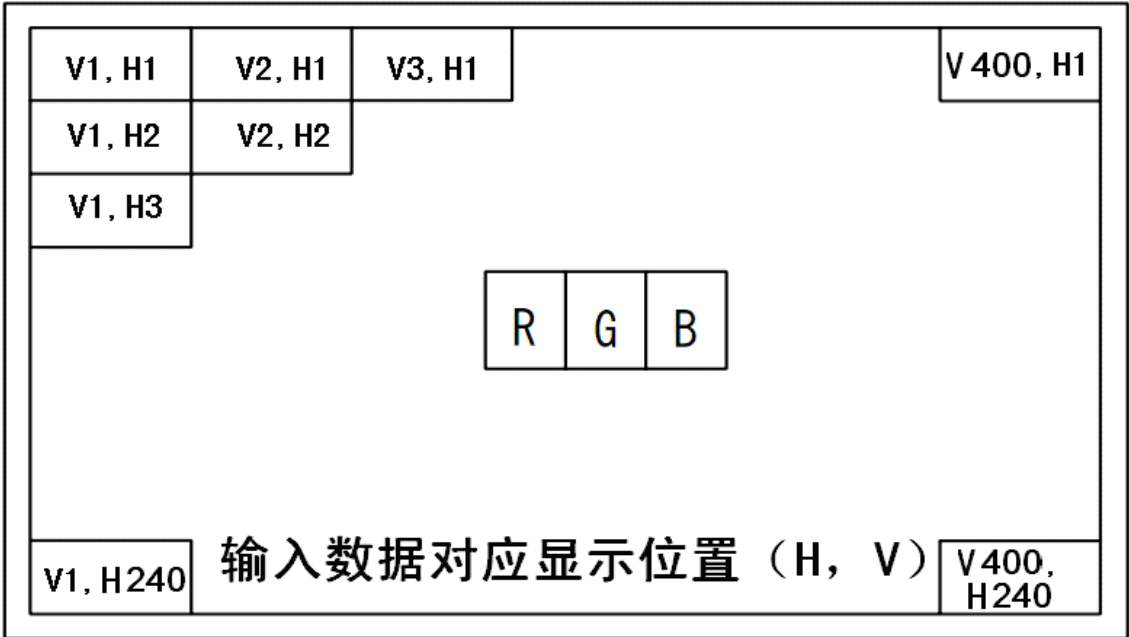 V1, H1 V2, H1 V3, H1 V400, H1
V1, H2 V2, H2
V1, H3
R G B
输入数据对应显示位置（H，V）
V1, H240
V400,
H240